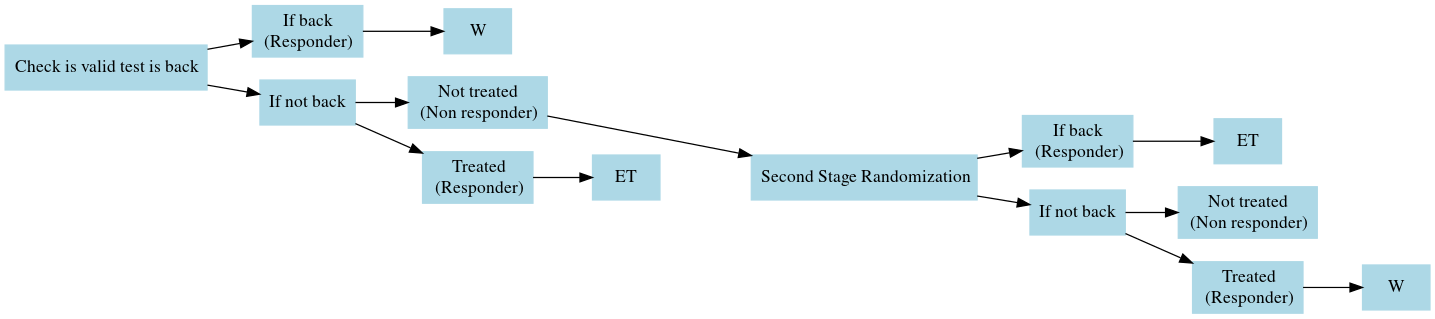 Check is valid test is back
If back
(Responder)
W
If not back
Not treated
(Non responder)
Treated
(Responder)
ET
Second Stage Randomization
If back
(Responder)
ET
If not back
Not treated
(Non responder)
Treated
(Responder)
W